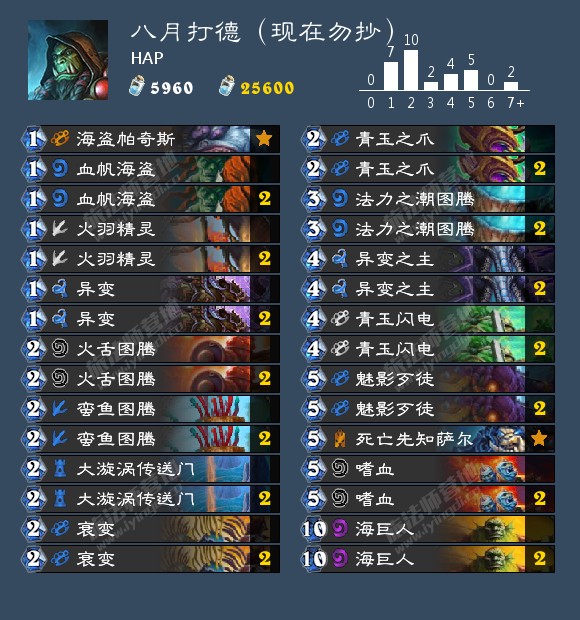 八月打德（现在勿抄）
HAP
5960 25600
0 7 10 2 4 5 0 2
0 1 2 3 4 5 6 7+
1 海盗帕奇斯
1 血帆海盗
1 血帆海盗 2
1 火羽精灵
1 火羽精灵 2
1 异变
1 异变 2
2 火舌图腾
2 火舌图腾 2
2 蛮鱼图腾
2 蛮鱼图腾 2
2 大漩涡传送门
2 大漩涡传送门 2
2 衰变
2 衰变 2
2 青玉之爪
2 青玉之爪 2
3 法力之潮图腾
3 法力之潮图腾 2
4 异变之主
4 异变之主 2
4 青玉闪电
4 青玉闪电 2
5 魅影歹徒
5 魅影歹徒 2
5 死亡先知萨尔
5 嗜血
5 嗜血 2
10 海巨人
10 海巨人 2